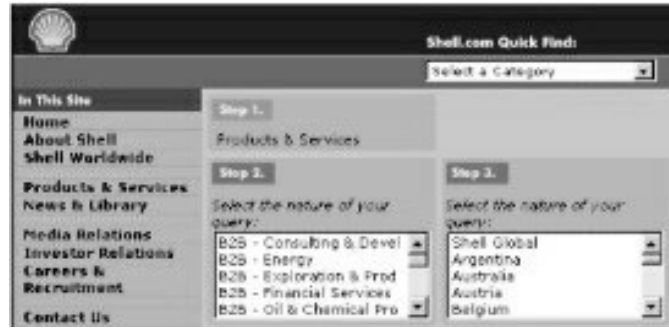 Shell.com Quick Find:
Select a Category
In This Site
Home
About Shell
Shell Worldwide
Products & Services
News & Library
Media Relations
Investor Relations
Careers &
Recruitment
Contact Us
Step 1.
Products & Services
Step 2.
Select the nature of your
query:
B2B - Consulting & Devel
B2B - Energy
B2B - Exploration & Prod
B2B - Financial Services
B2B - Oil & Chemical Pro
Step 3.
Select the nature of your
query:
Shell Global
Argentina
Australia
Austria
Belgium